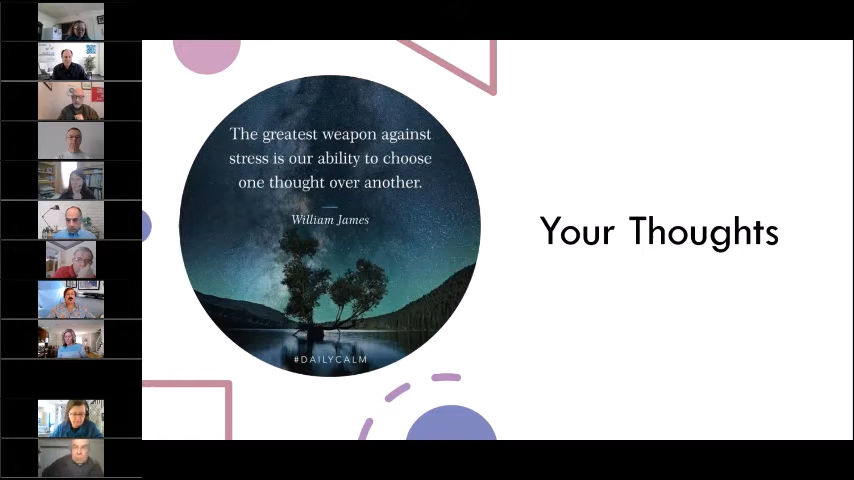 The greatest weapon against
stress is our ability to choose
one thought over another.
William James
#DAILYCALM
Your Thoughts